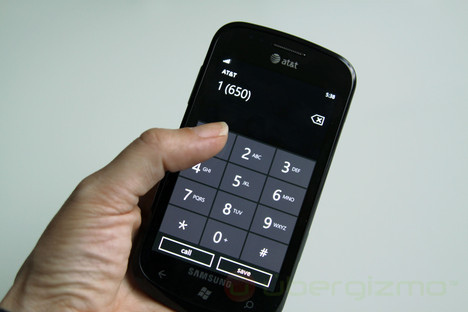 at&t
AT&T
5:38
1 (650)
2 ABC
3 DEF
4 GHI
5 JKL
6 MNO
7 PQRS
8 TUV
9 WXYZ
0 +
#
call
save
SAMSUNG
ubergizmo